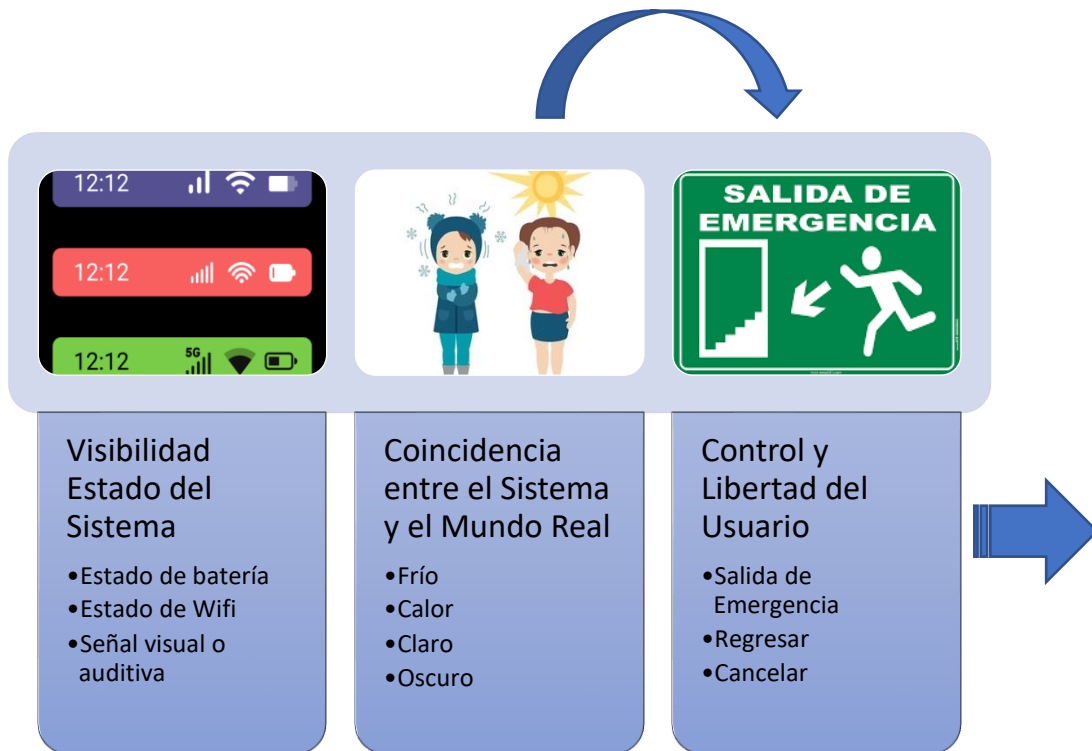 12:12
12:12
5G
12:12
SALIDA DE
EMERGENCIA
Visibilidad
Estado del
Sistema
•Estado de batería
•Estado de Wifi
•Señal visual o
auditiva
Coincidencia
entre el Sistema
y el Mundo Real
•Frío
•Calor
•Claro
•Oscuro
Control y
Libertad del
Usuario
•Salida de
Emergencia
•Regresar
•Cancelar